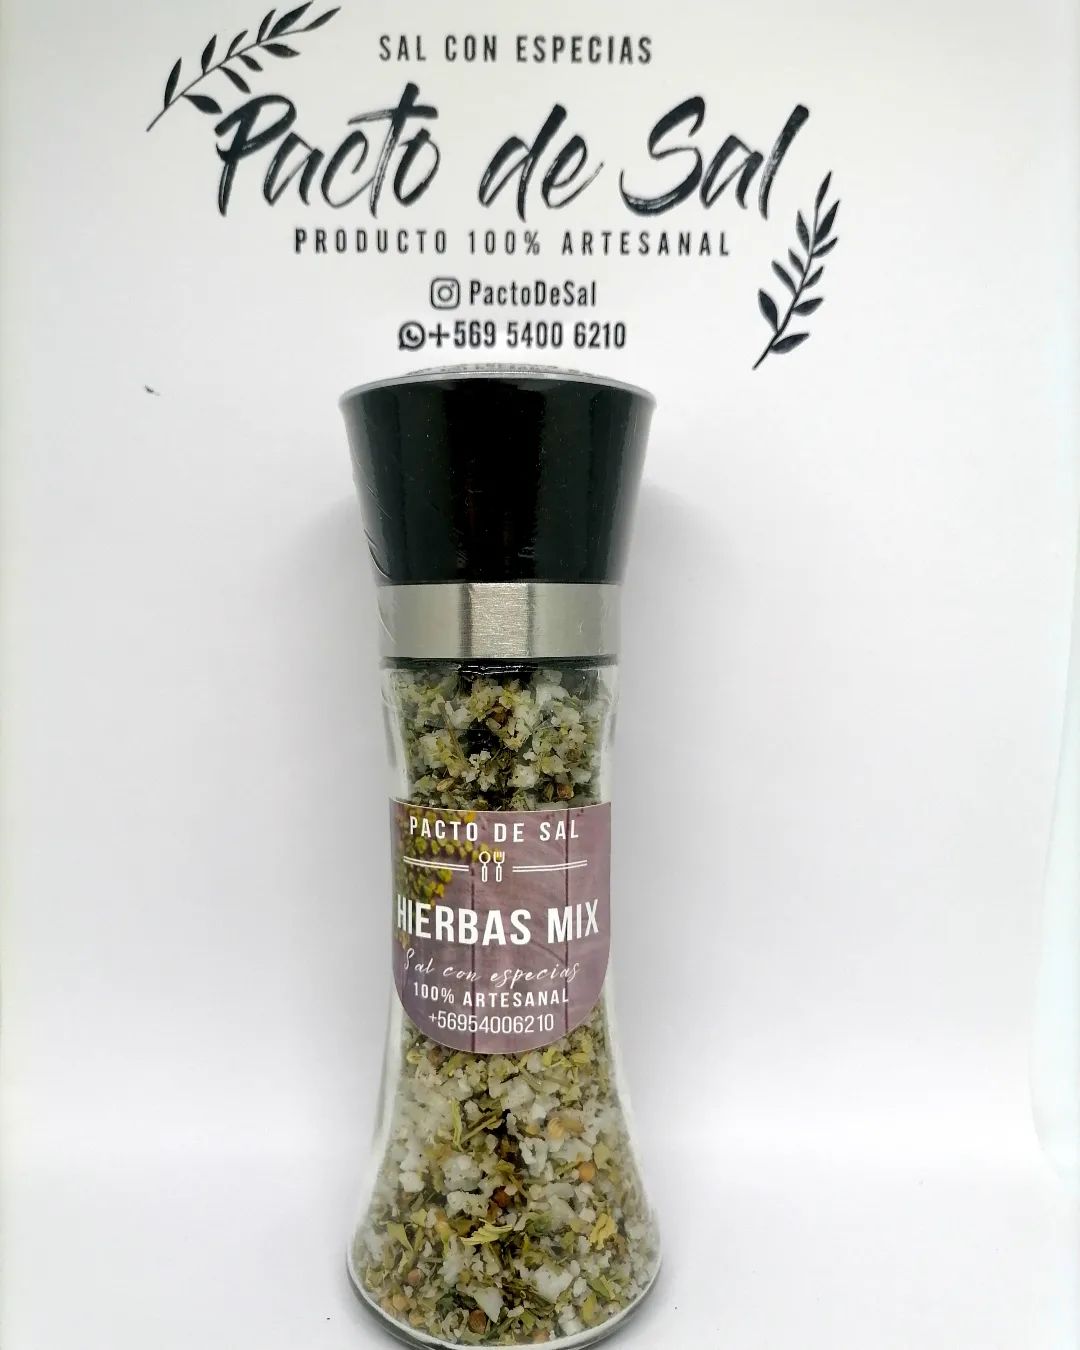 SAL CON ESPECIAS
Pacto de Sal
PRODUCTO 100% ARTESANAL
PactoDeSal
+569 5400 6210
PACTO DE SAL
HIERBAS MIX
Sal con especias
100% ARTESANAL
+56954006210